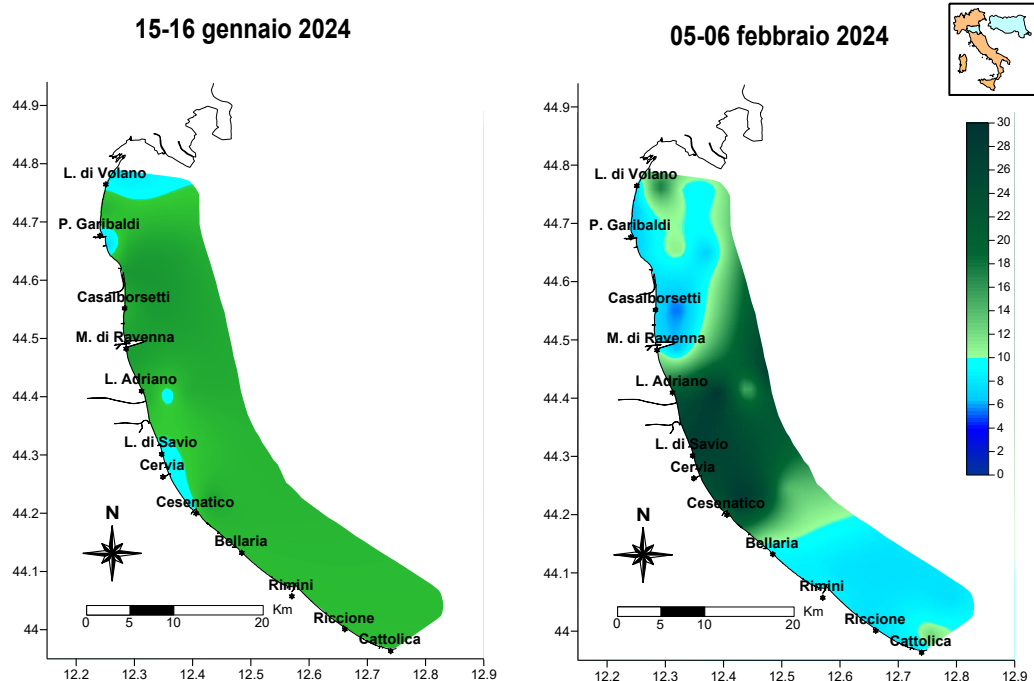 15-16 gennaio 2024
05-06 febbraio 2024
44.9
44.8
44.7
44.6
44.5
44.4
44.3
44.2
44.1
44
12.2
12.3
12.4
12.5
12.6
12.7
12.8
12.9
L. di Volano
P. Garibaldi
Casalborsetti
M. di Ravenna
L. Adriano
L. di Savio
Cervia
Cesenatico
Bellaria
Rimini
Riccione
Cattolica
N
Km
0
5
10
20
44.9
44.8
44.7
44.6
44.5
44.4
44.3
44.2
44.1
44
12.2
12.3
12.4
12.5
12.6
12.7
12.8
12.9
L. di Volano
P. Garibaldi
Casalborsetti
M. di Ravenna
L. Adriano
L. di Savio
Cervia
Cesenatico
Bellaria
Rimini
Riccione
Cattolica
N
Km
0
5
10
20
30
28
26
24
22
20
18
16
14
12
10
8
6
4
2
0